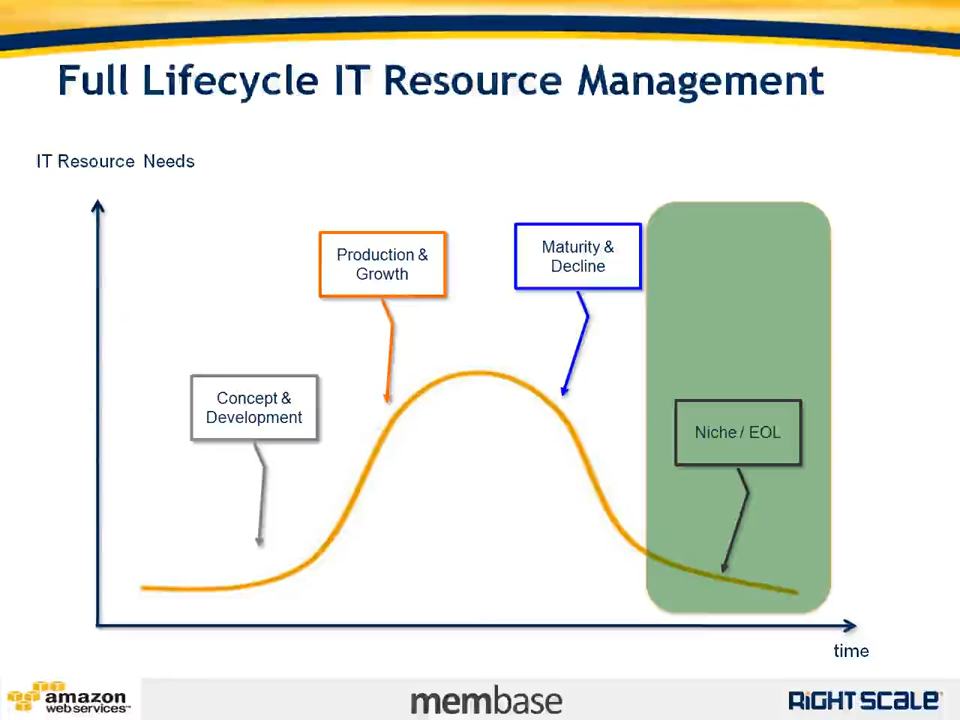 Full Lifecycle IT Resource Management
IT Resource Needs
Production &
Growth
Maturity &
Decline
Concept &
Development
Niche / EOL
time
amazon
web services™
membase
RIGHTSCALE